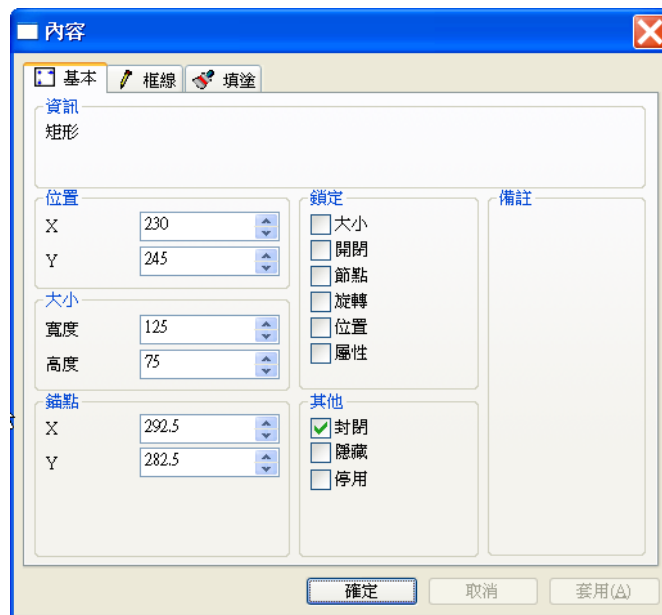 內容
基本 框線 填塗
資訊
矩形
位置
X 230
Y 245
大小
寬度 125
高度 75
錨點
X 292.5
Y 282.5
鎖定
大小
開閉
節點
旋轉
位置
屬性
其他
封閉
隱藏
停用
備註
確定 取消 套用(A)